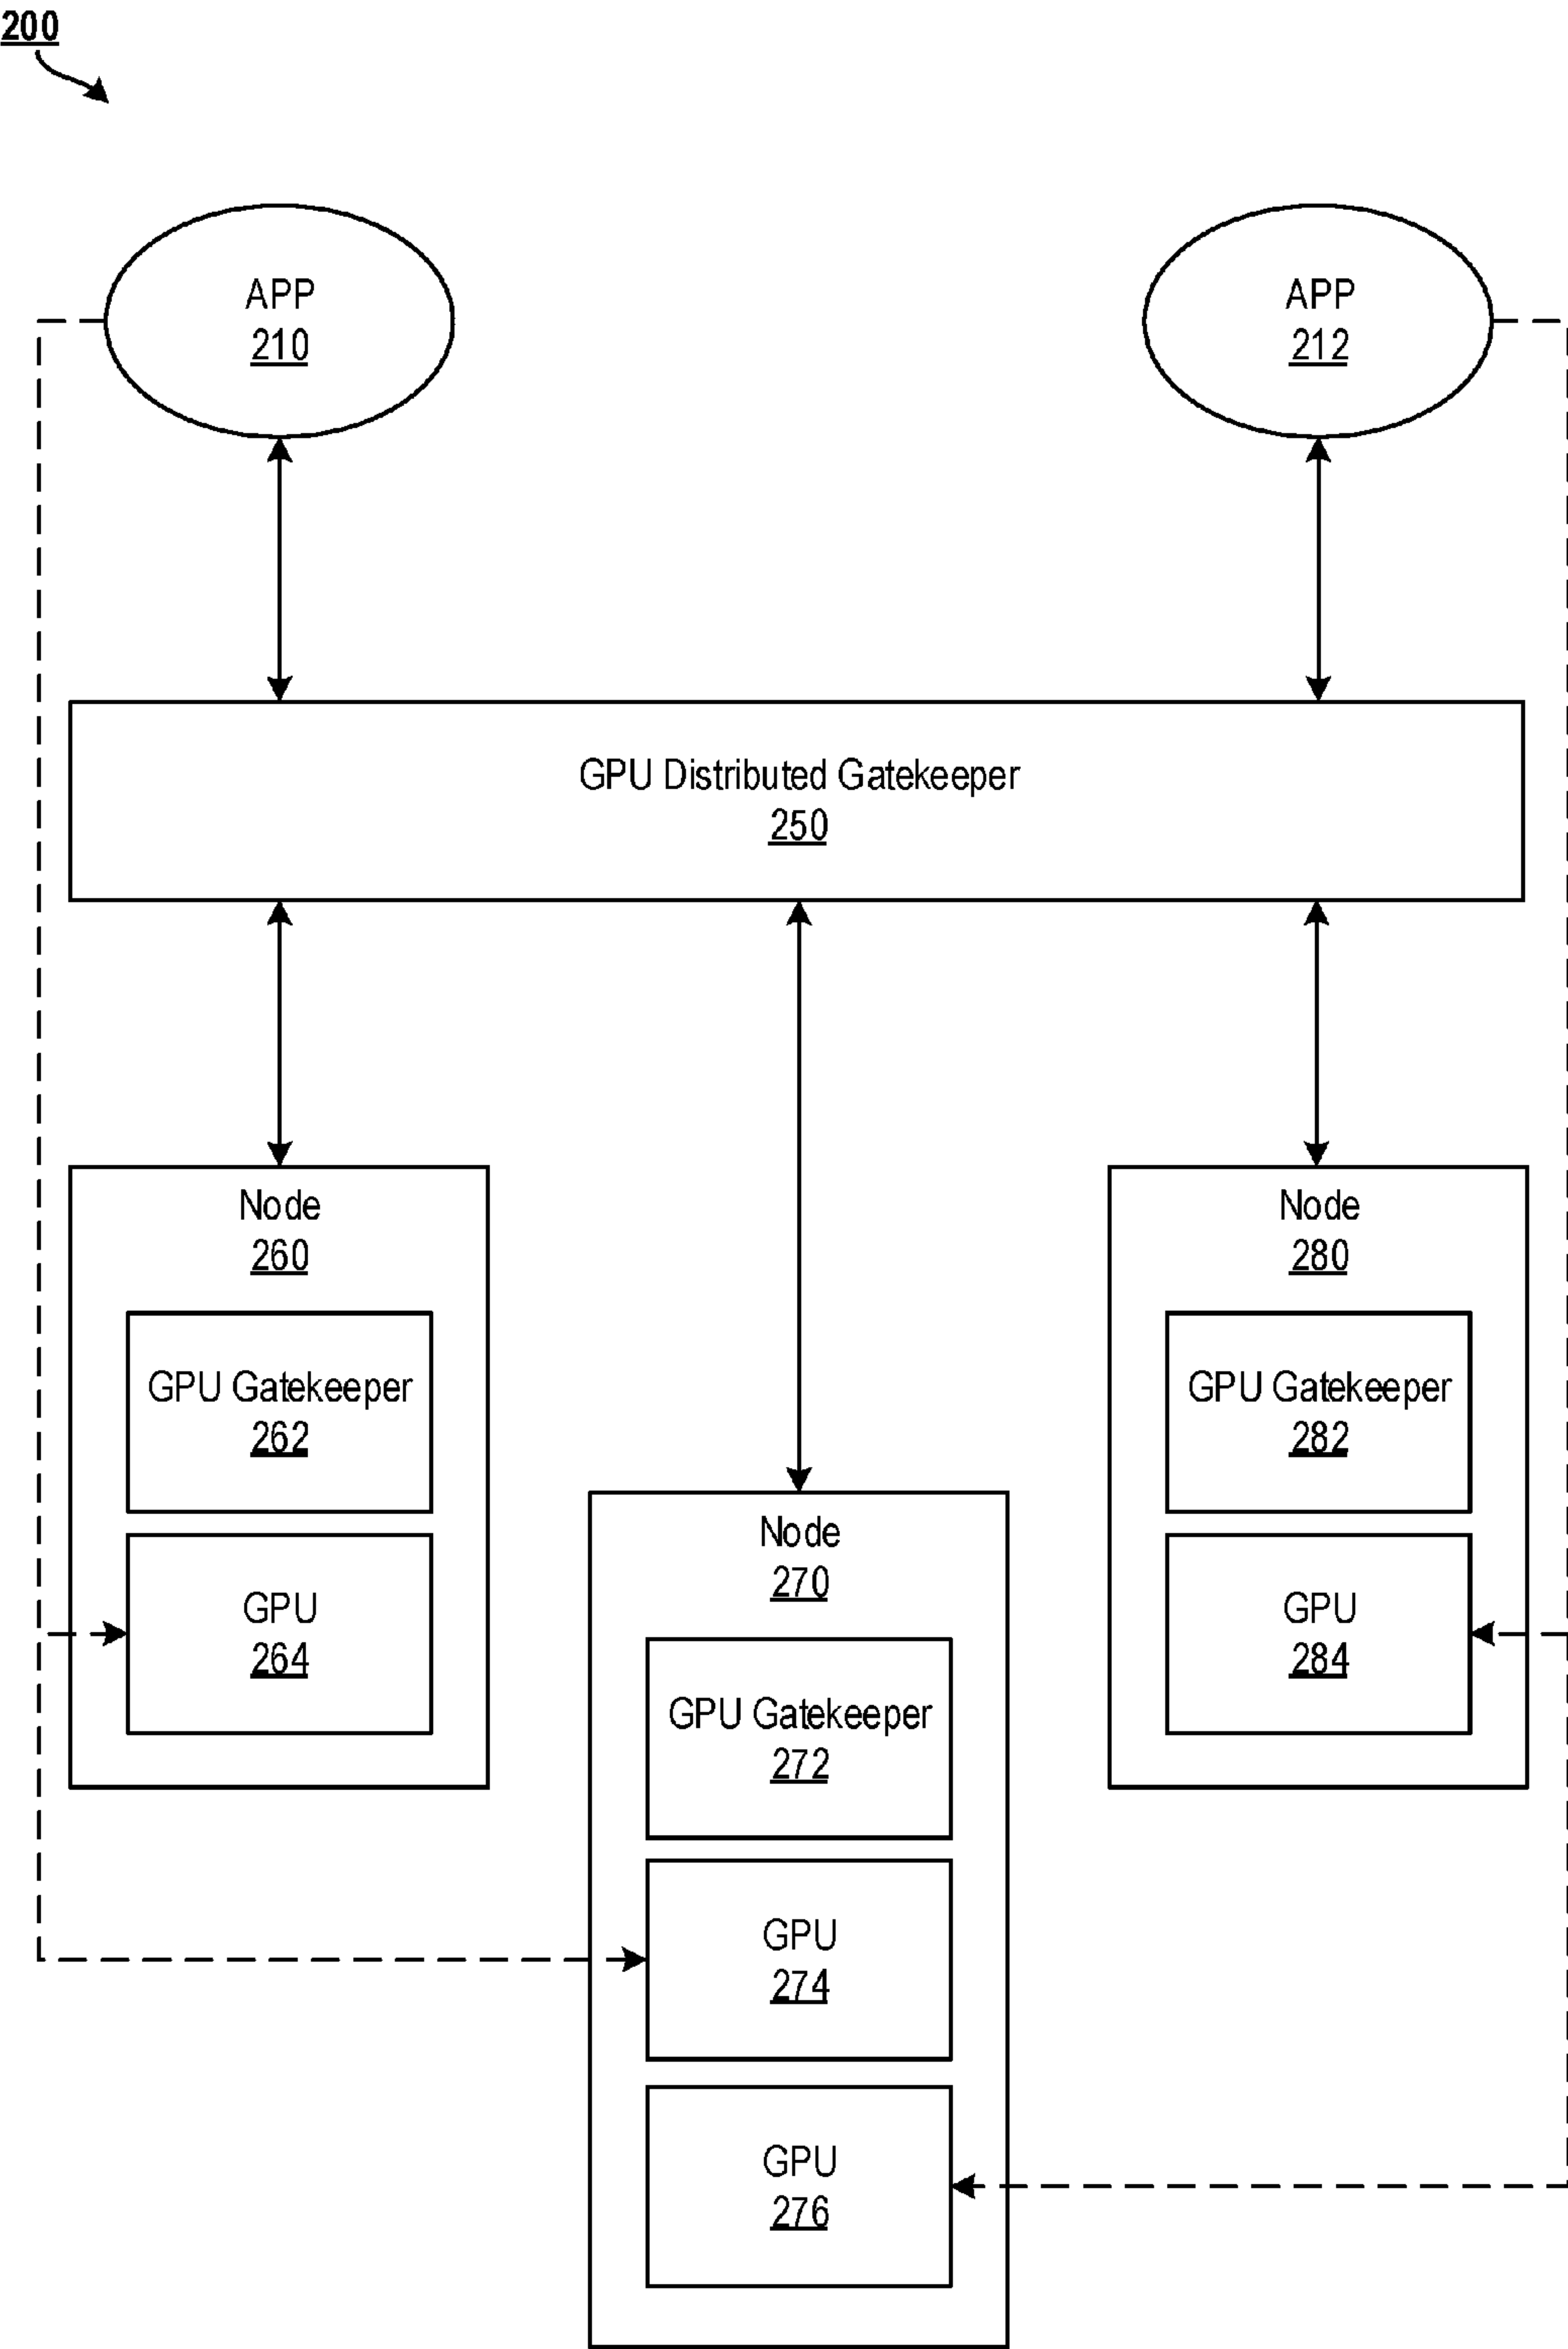 200
APP
210
APP
212
GPU Distributed Gatekeeper
250
Node
260
GPU Gatekeeper
262
GPU
264
Node
270
GPU Gatekeeper
272
GPU
274
GPU
276
Node
280
GPU Gatekeeper
282
GPU
284